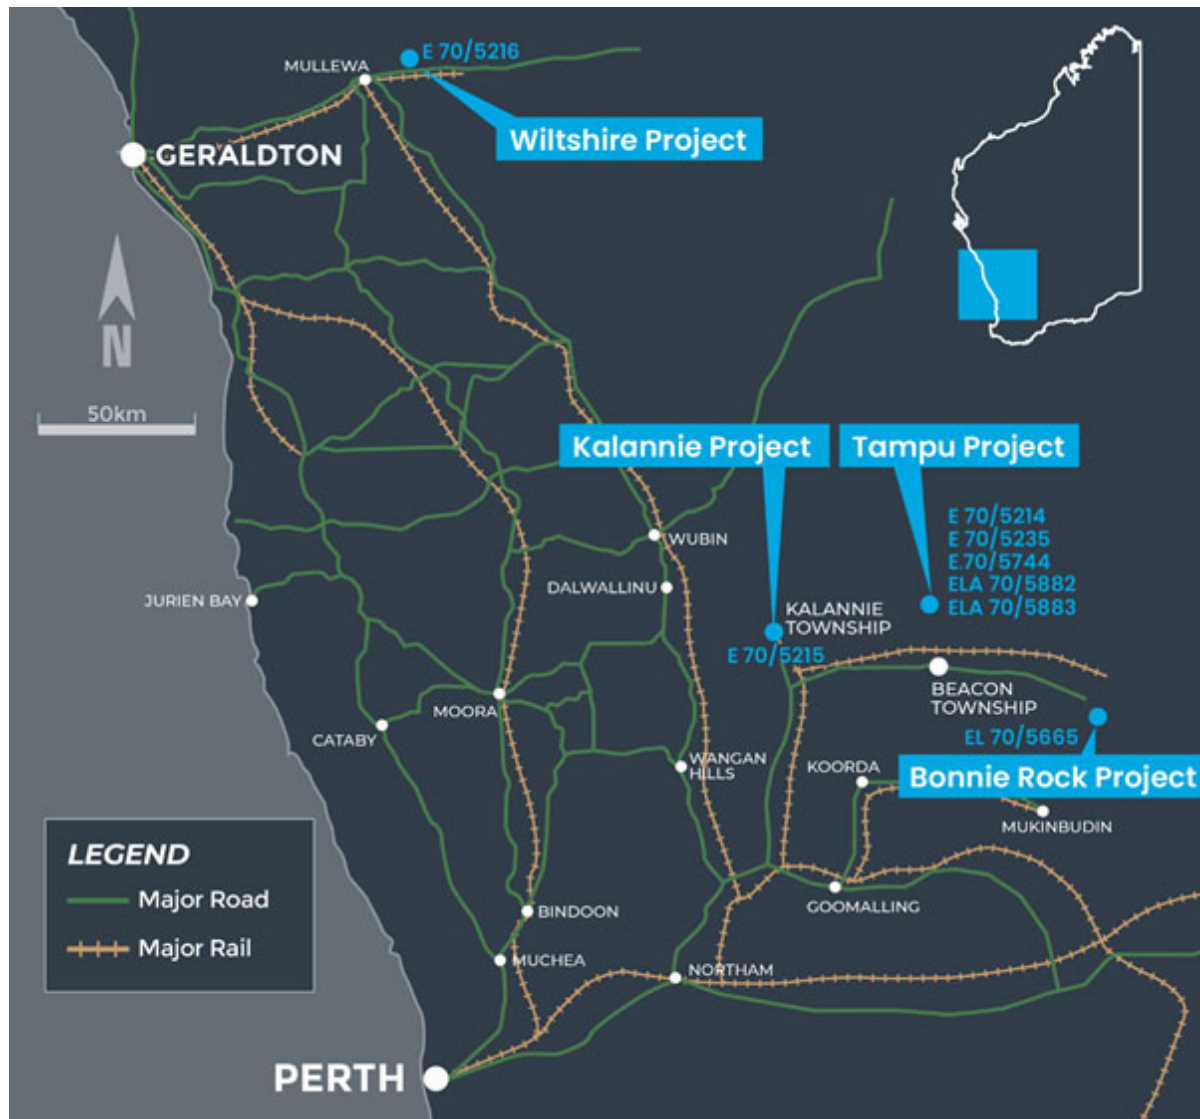 E 70/5216
MULLEWA
Wiltshire Project
GERALDTON
N
50km
Kalannie Project
Tampu Project
E 70/5214
E 70/5235
E.70/5744
ELA 70/5882
ELA 70/5883
WUBIN
DALWALLINU
JURIEN BAY
KALANNIE
TOWNSHIP
E 70/5215
BEACON
TOWNSHIP
MOORA
CATABY
EL 70/5665
WANGAN
HILLS
KOORDA
Bonnie Rock Project
MUKINBUDIN
LEGEND
Major Road
Major Rail
GOOMALLING
BINDOON
MUCHEA
NORTHAM
PERTH